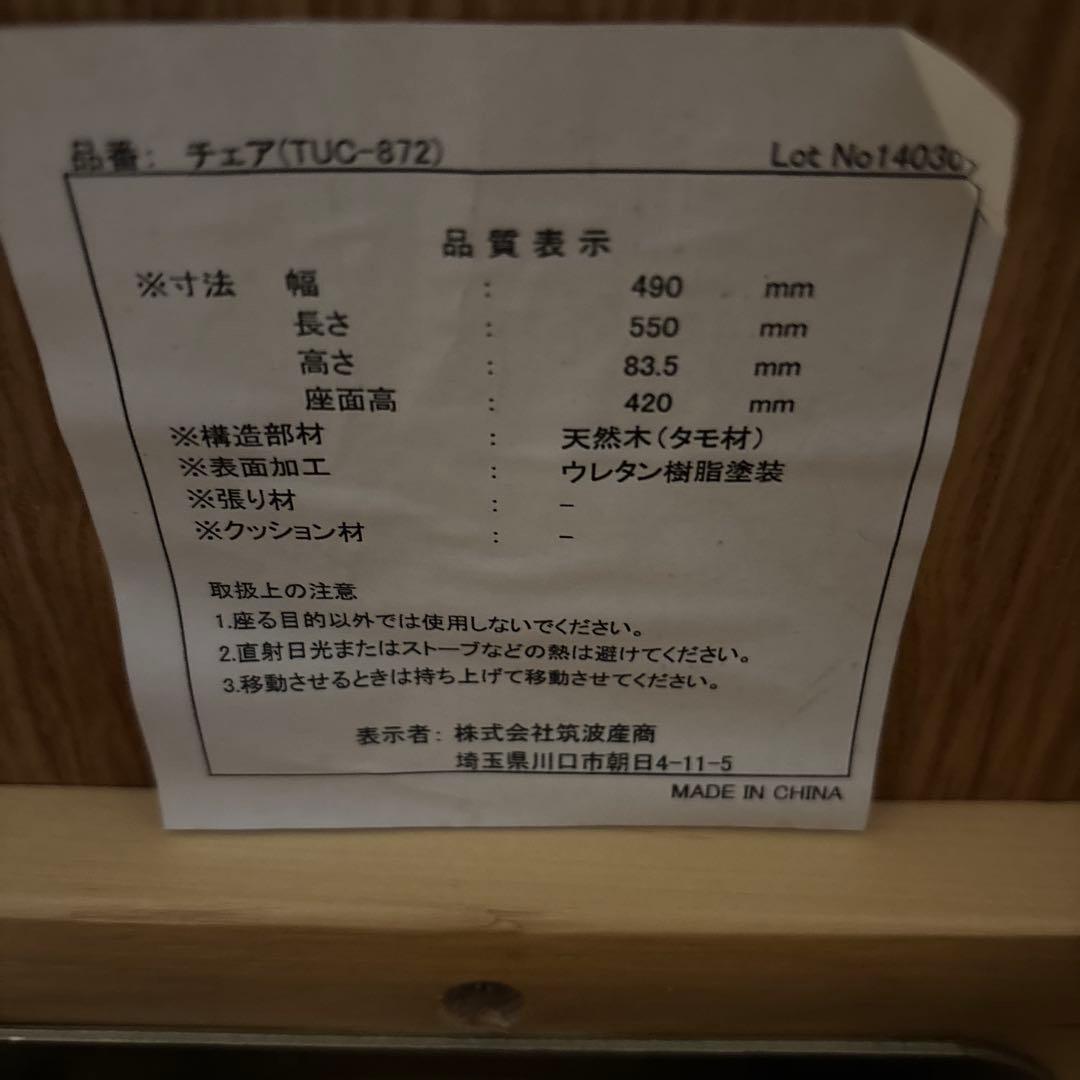 品番: チェア(TUC-872) Lot No14030
品質表示
※寸法 幅 : 490 mm
長さ : 550 mm
高さ : 83.5 mm
座面高 : 420 mm
※構造部材 : 天然木(タモ材)
※表面加工 : ウレタン樹脂塗装
※張り材 : −
※クッション材 : −
取扱上の注意
1.座る目的以外では使用しないでください。
2.直射日光またはストーブなどの熱は避けてください。
3.移動させるときは持ち上げて移動させてください。
表示者: 株式会社筑波産商
埼玉県川口市朝日4-11-5
MADE IN CHINA